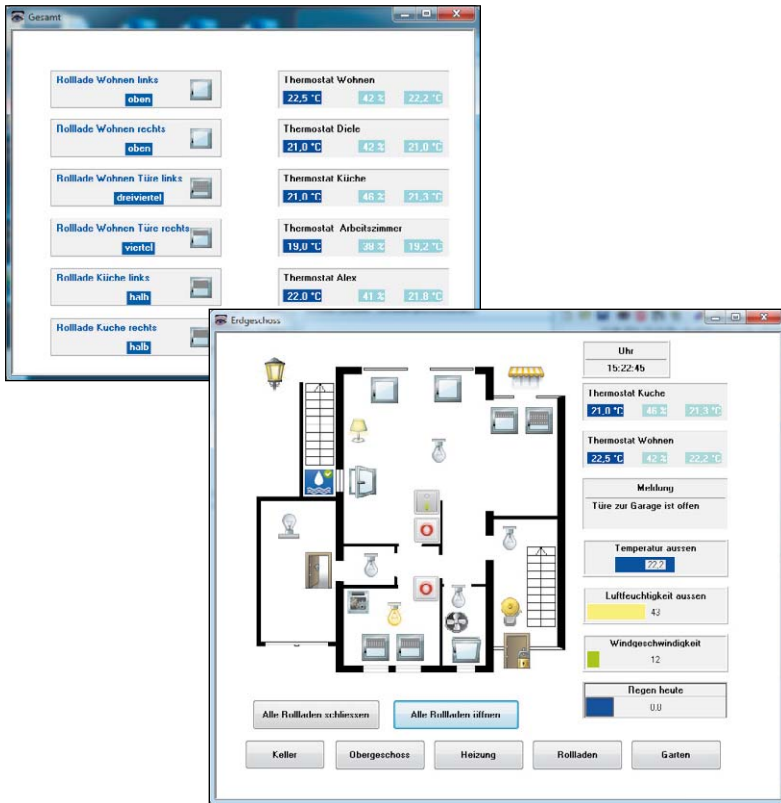 Gesamt
Rolllade Wohnen links
oben
Rolllade Wohnen rechts
oben
Rolllade Wohnen Türe links
dreiviertel
Rolllade Wohnen Türe rechts
viertel
Rolllade Küche links
halb
Rolllade Kuche rechts
halb
Thermostat Wohnen
22,5 °C 42 % 22,2 °C
Thermostat Diele
21,0 °C 42 % 21,0 °C
Thermostat Küche
21,0 °C 46 % 21,3 °C
Thermostat Arbeitszimmer
19,0 °C 38 % 19,2 °C
Thermostat Alex
22,0 °C 41 % 21,0 °C
Erdgeschoss
Uhr
15:22:45
Thermostat Kuche
21,0 °C 46 % 21,3 °C
Thermostat Wohnen
22,5 °C 42 % 22,2 °C
Meldung
Türe zur Garage ist offen
Temperatur aussen
22,2
Luftfeuchtigkeit aussen
43
Windgeschwindigkeit
12
Regen heute
0.0
Alle Rollladen schliessen
Alle Rollladen üffnen
Keller
Obergeschoss
Heizung
Rollladen
Garten